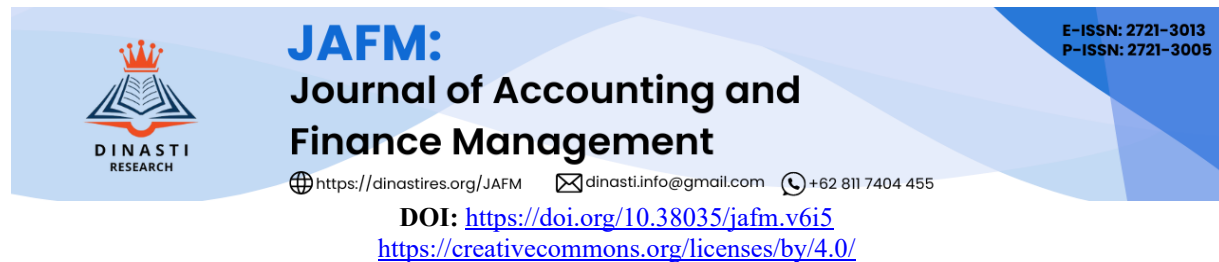 DINASTI
RESEARCH
JAFM:
Journal of Accounting and
Finance Management
https://dinastires.org/JAFM dinasti.info@gmail.com +62 811 7404 455
E-ISSN: 2721-3013
P-ISSN: 2721-3005
DOI: https://doi.org/10.38035/jafm.v6i5
https://creativecommons.org/licenses/by/4.0/